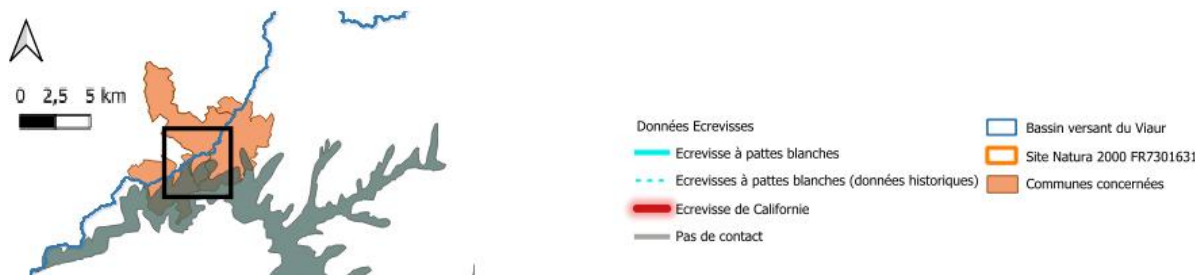 0 2,5 5 km
Données Ecrevisses
Ecrevisse à pattes blanches
Ecrevisses à pattes blanches (données historiques)
Ecrevisse de Californie
Pas de contact
Bassin versant du Viaur
Site Natura 2000 FR7301631
Communes concernées